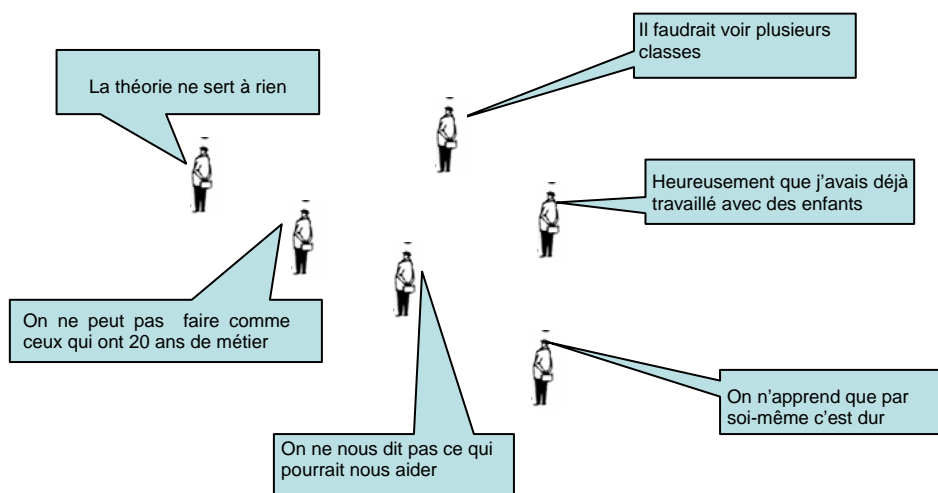 Il faudrait voir plusieurs
classes
La théorie ne sert à rien
Heureusement que j'avais déjà
travaillé avec des enfants
On ne peut pas faire comme
ceux qui ont 20 ans de métier
On n'apprend que par
soi-même c'est dur
On ne nous dit pas ce qui
pourrait nous aider